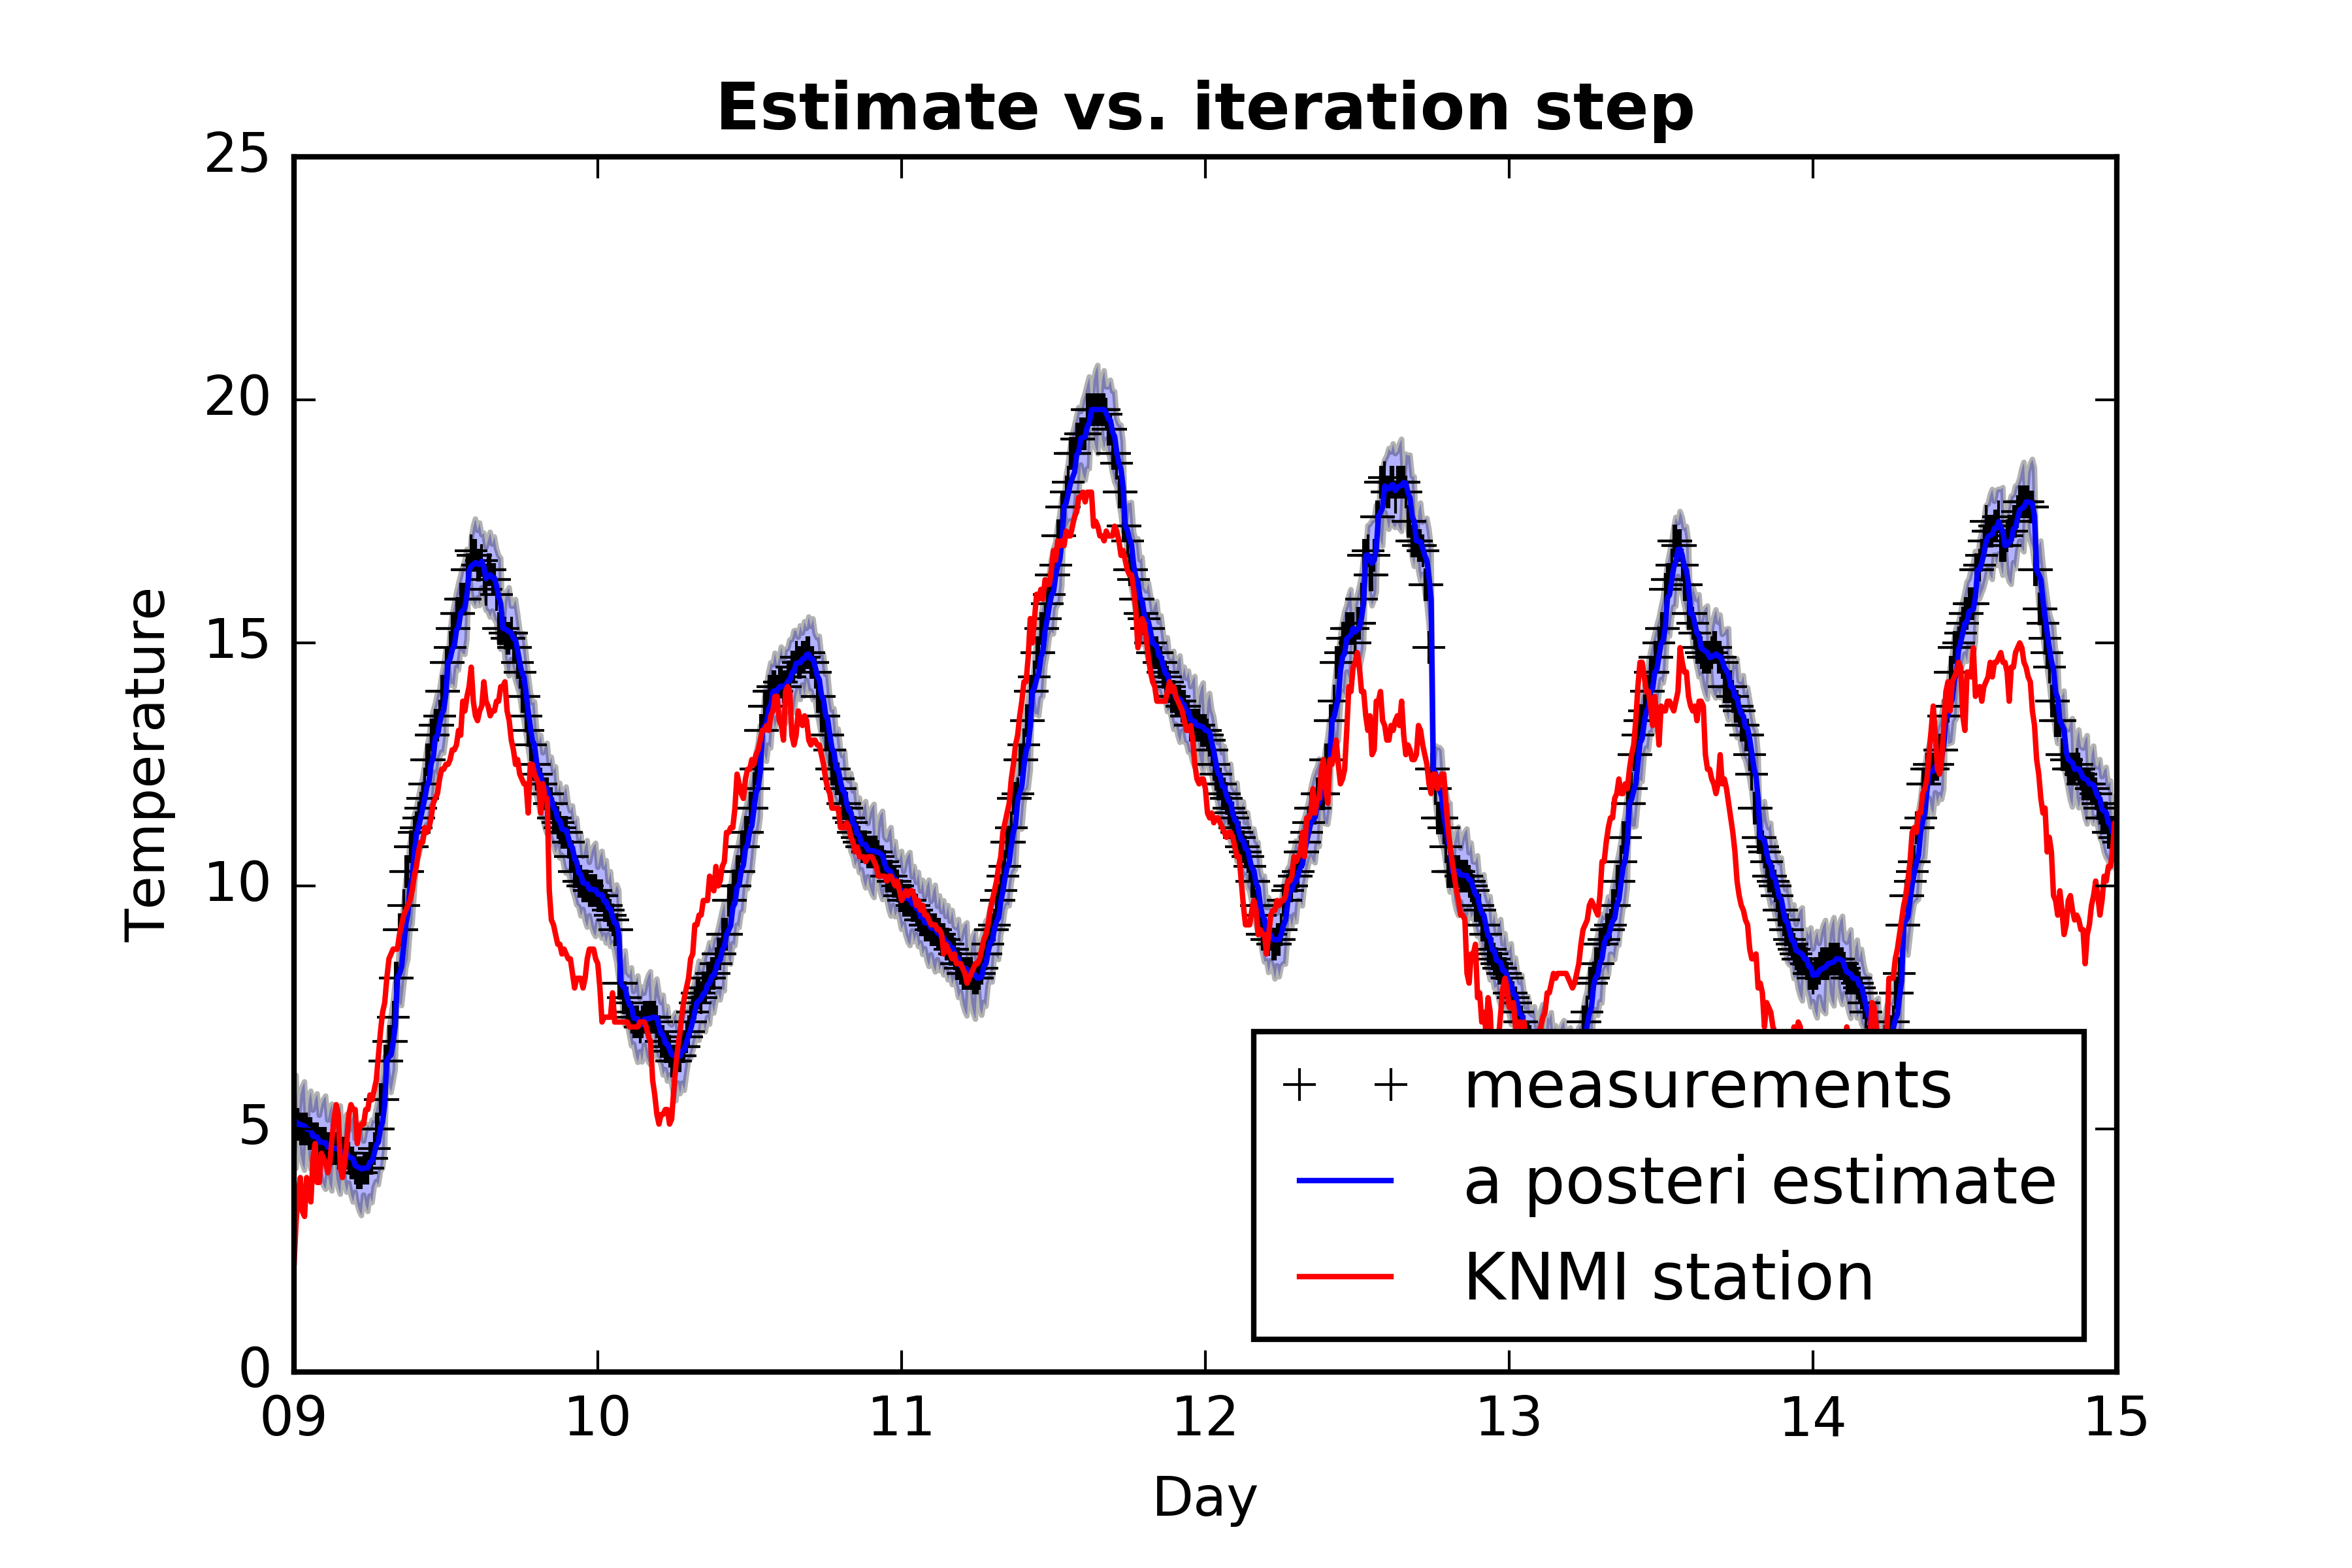 Estimate vs. iteration step
25
20
15
10
5
0
Temperature
09 10 11 12 13 14 15
Day
measurements
a posteri estimate
KNMI station